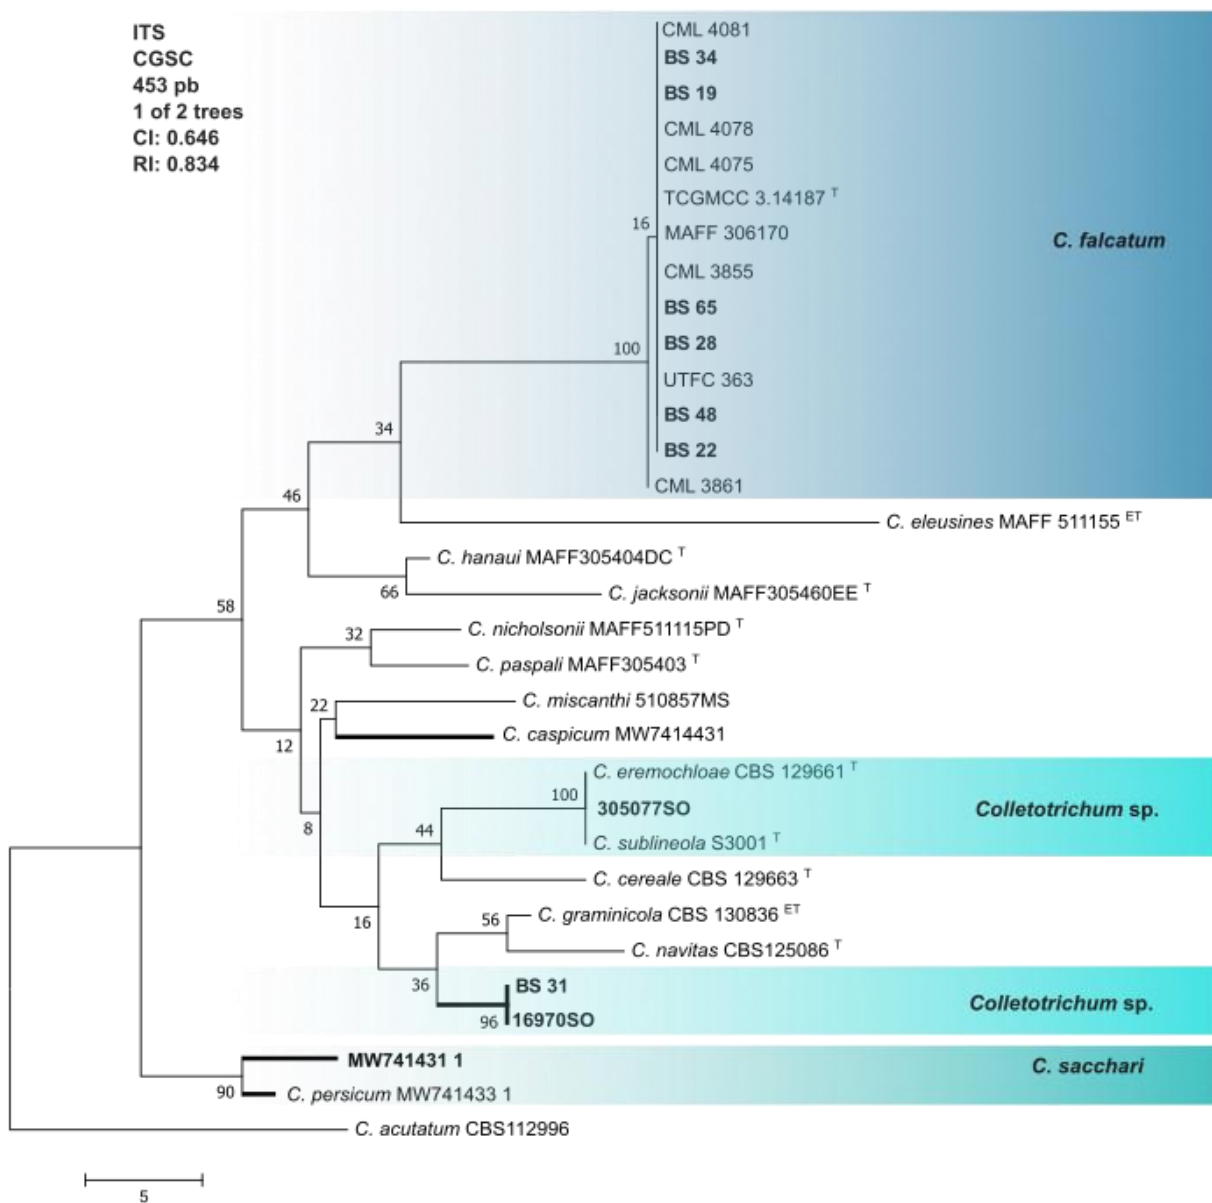 ITS
CGSC
453 pb
1 of 2 trees
CI: 0.646
RI: 0.834
CML 4081
BS 34
BS 19
CML 4078
CML 4075
TCGMCC 3.14187 T
16
MAFF 306170
C. falcatum
CML 3855
BS 65
BS 28
100
UTFC 363
BS 48
34
BS 22
CML 3861
46
C. eleusines MAFF 511155 ET
C. hanaui MAFF305404DC T
66
C. jacksonii MAFF305460EE T
58
C. nicholsonii MAFF511115PD T
32
C. paspali MAFF305403 T
22
C. miscanthi 510857MS
C. caspicum MW7414431
12
C. eremochloae CBS 129661 T
100
305077SO
Colletotrichum sp.
8
44
C. sublineola S3001 T
C. cereale CBS 129663 T
16
56
C. graminicola CBS 130836 ET
C. navitas CBS125086 T
36
BS 31
96
16970SO
Colletotrichum sp.
MW741431 1
C. sacchari
90
C. persicum MW741433 1
C. acutatum CBS112996
5